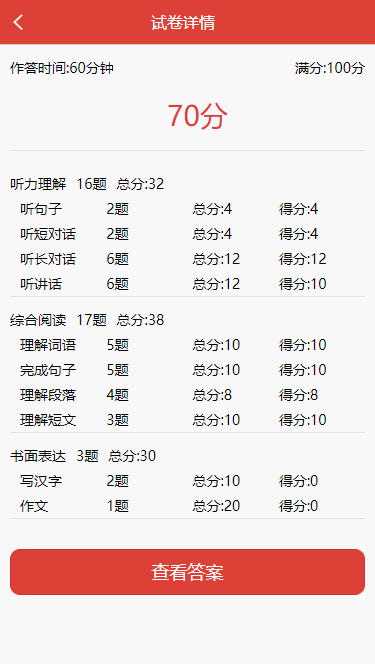 试卷详情
作答时间:60分钟 满分:100分
70分
听力理解 16题 总分:32
听句子 2题 总分:4 得分:4
听短对话 2题 总分:4 得分:4
听长对话 6题 总分:12 得分:12
听讲话 6题 总分:12 得分:10
综合阅读 17题 总分:38
理解词语 5题 总分:10 得分:10
完成句子 5题 总分:10 得分:10
理解段落 4题 总分:8 得分:8
理解短文 3题 总分:10 得分:10
书面表达 3题 总分:30
写汉字 2题 总分:10 得分:0
作文 1题 总分:20 得分:0
查看答案